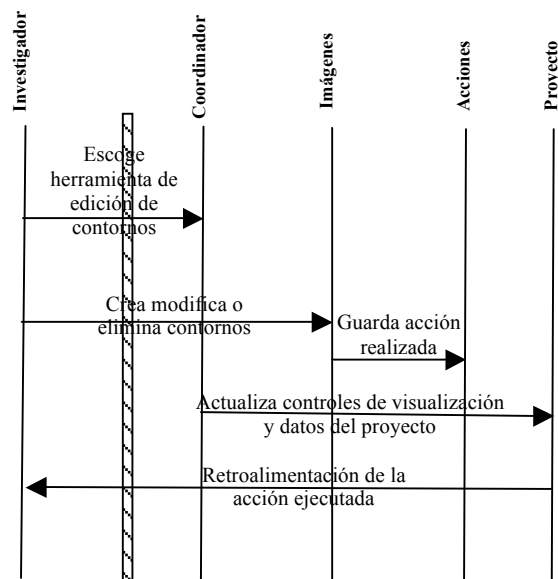 Investigador
Coordinador
Imágenes
Acciones
Proyecto
Escoge
herramienta de
edición de
contornos
Crea modifica o
elimina contornos
Guarda acción
realizada
Actualiza controles de visualización
y datos del proyecto
Retroalimentación de la
acción ejecutada